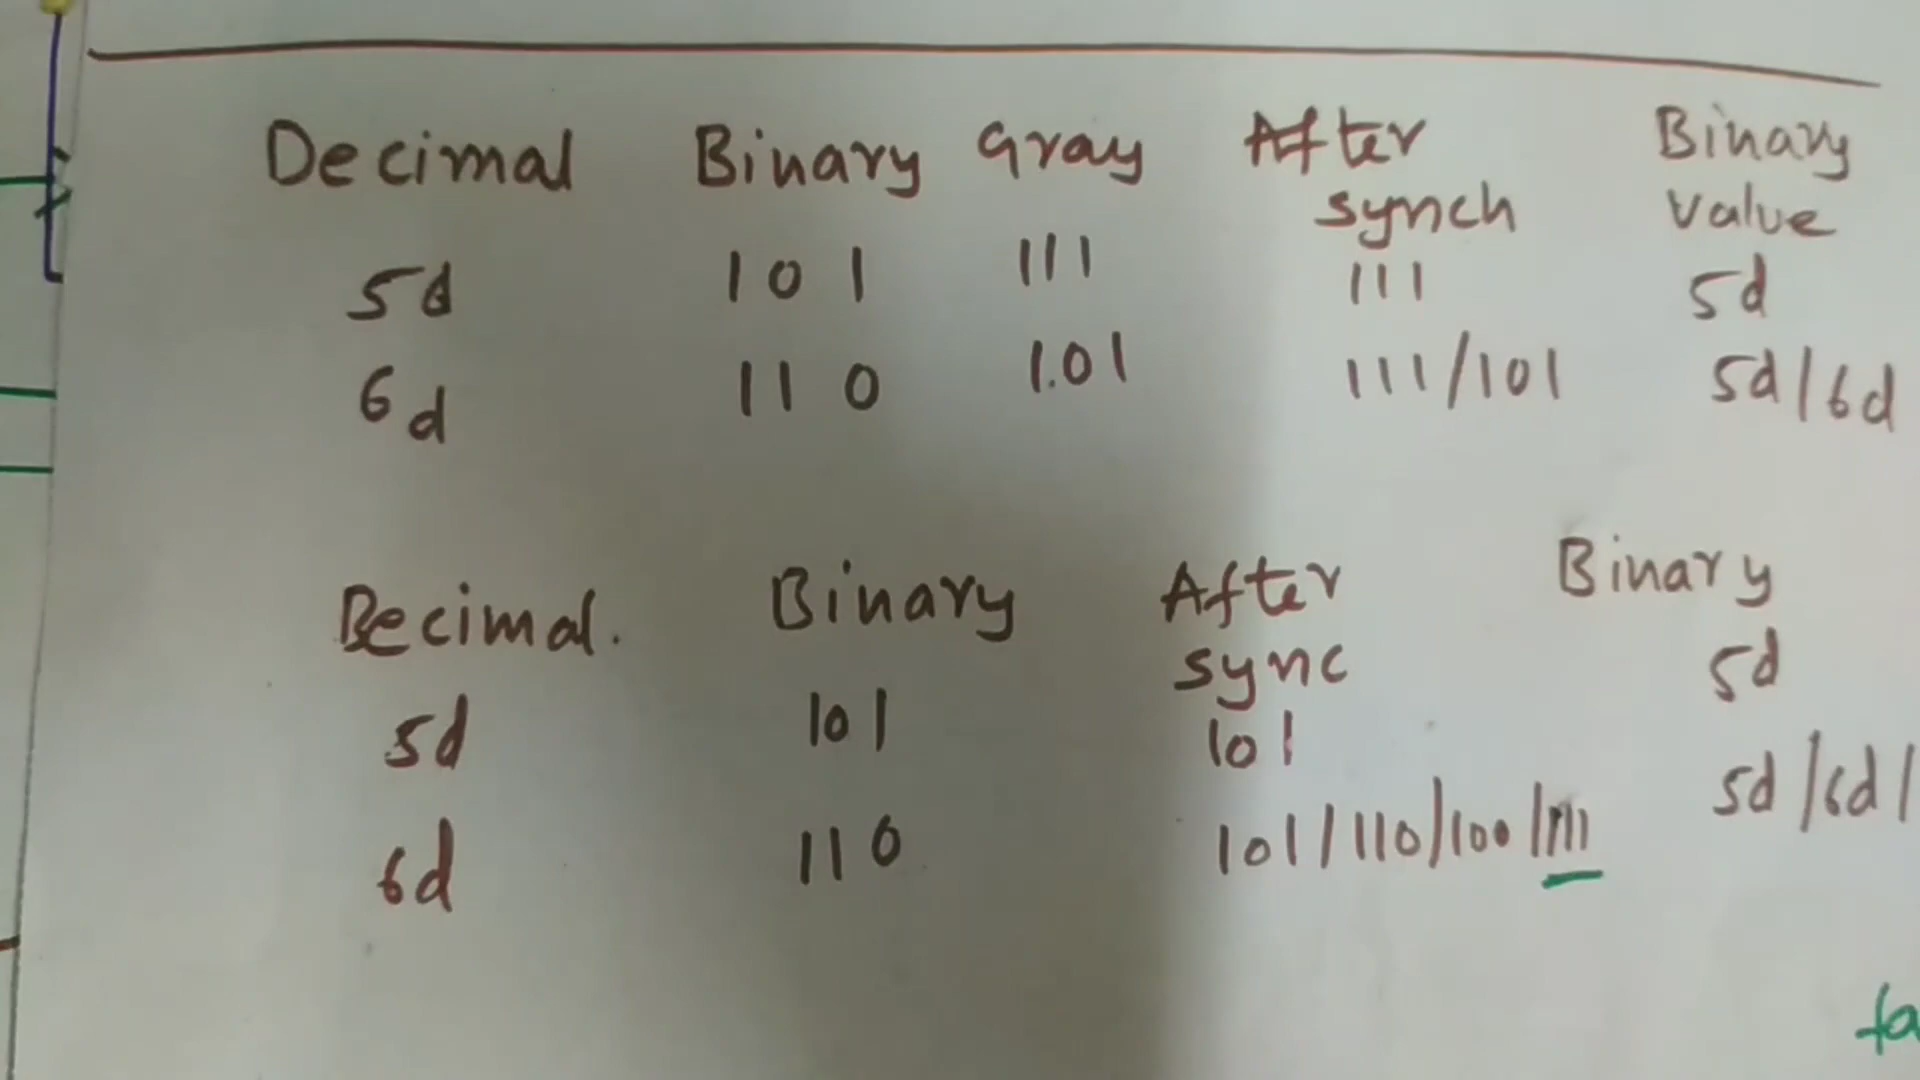 Decimal Binary Gray After synch Binary value
5d 101 111 111 5d
6d 110 1.01 111/101 5d/6d
Decimal. Binary After sync Binary
5d 101 101 5d
6d 110 101/110/100/111 5d/6d/